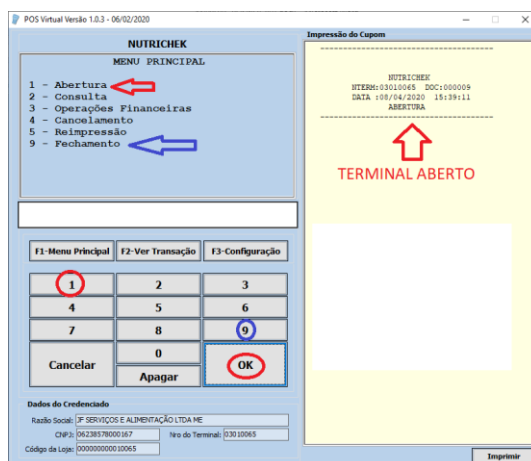 POS Virtual Versão 1.0.3 - 06/02/2020
NUTRICHEK
MENU PRINCIPAL
1 - Abertura
2 - Consulta
3 - Operações Financeiras
4 - Cancelamento
5 - Reimpressão
9 - Fechamento
F1-Menu Principal F2-Ver Transação F3-Configuração
1 2 3
4 5 6
7 8 9
Cancelar 0 OK
Apagar
Dados do Credenciado
Razão Social: JF SERVIÇOS E ALIMENTAÇÃO LTDA ME
CNPJ: 06238578000167 Nro do Terminal: 03010065
Código da Loja: 000000000010065
Impressão do Cupom
----------------------------------------
NUTRICHEK
NTERM:03010065 DOC:000009
DATA :08/04/2020 15:39:11
ABERTURA
----------------------------------------
TERMINAL ABERTO
Imprimir